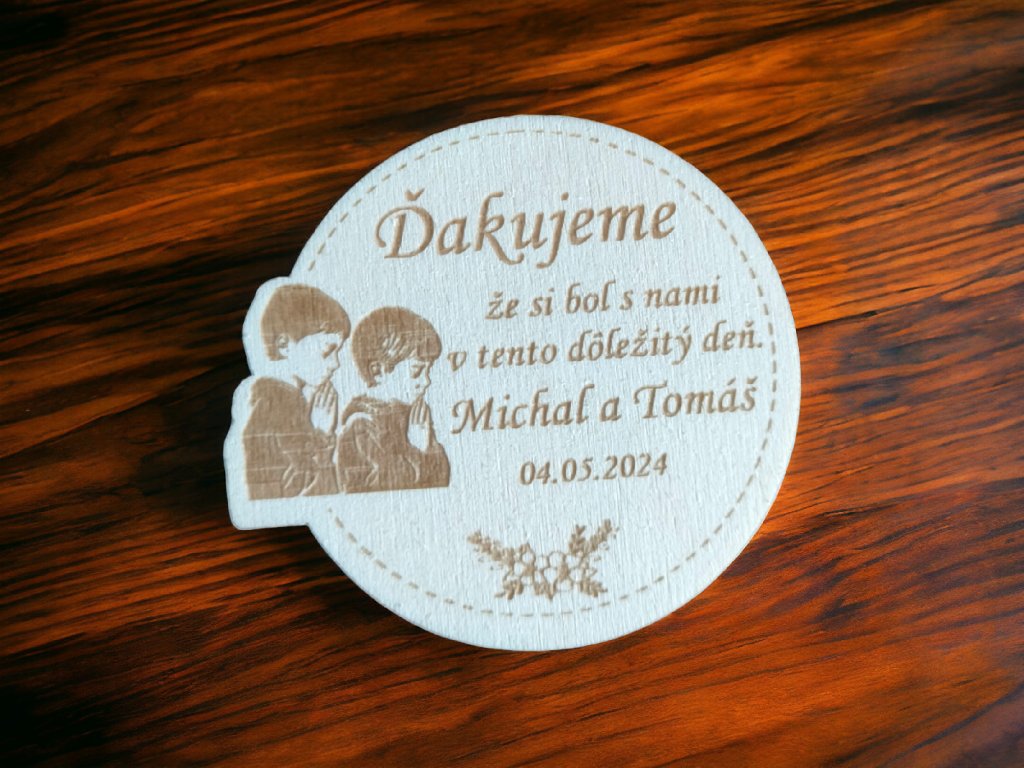 Ďakujeme
že si bol s nami
v tento dôležitý deň.
Michal a Tomáš
04.05.2024